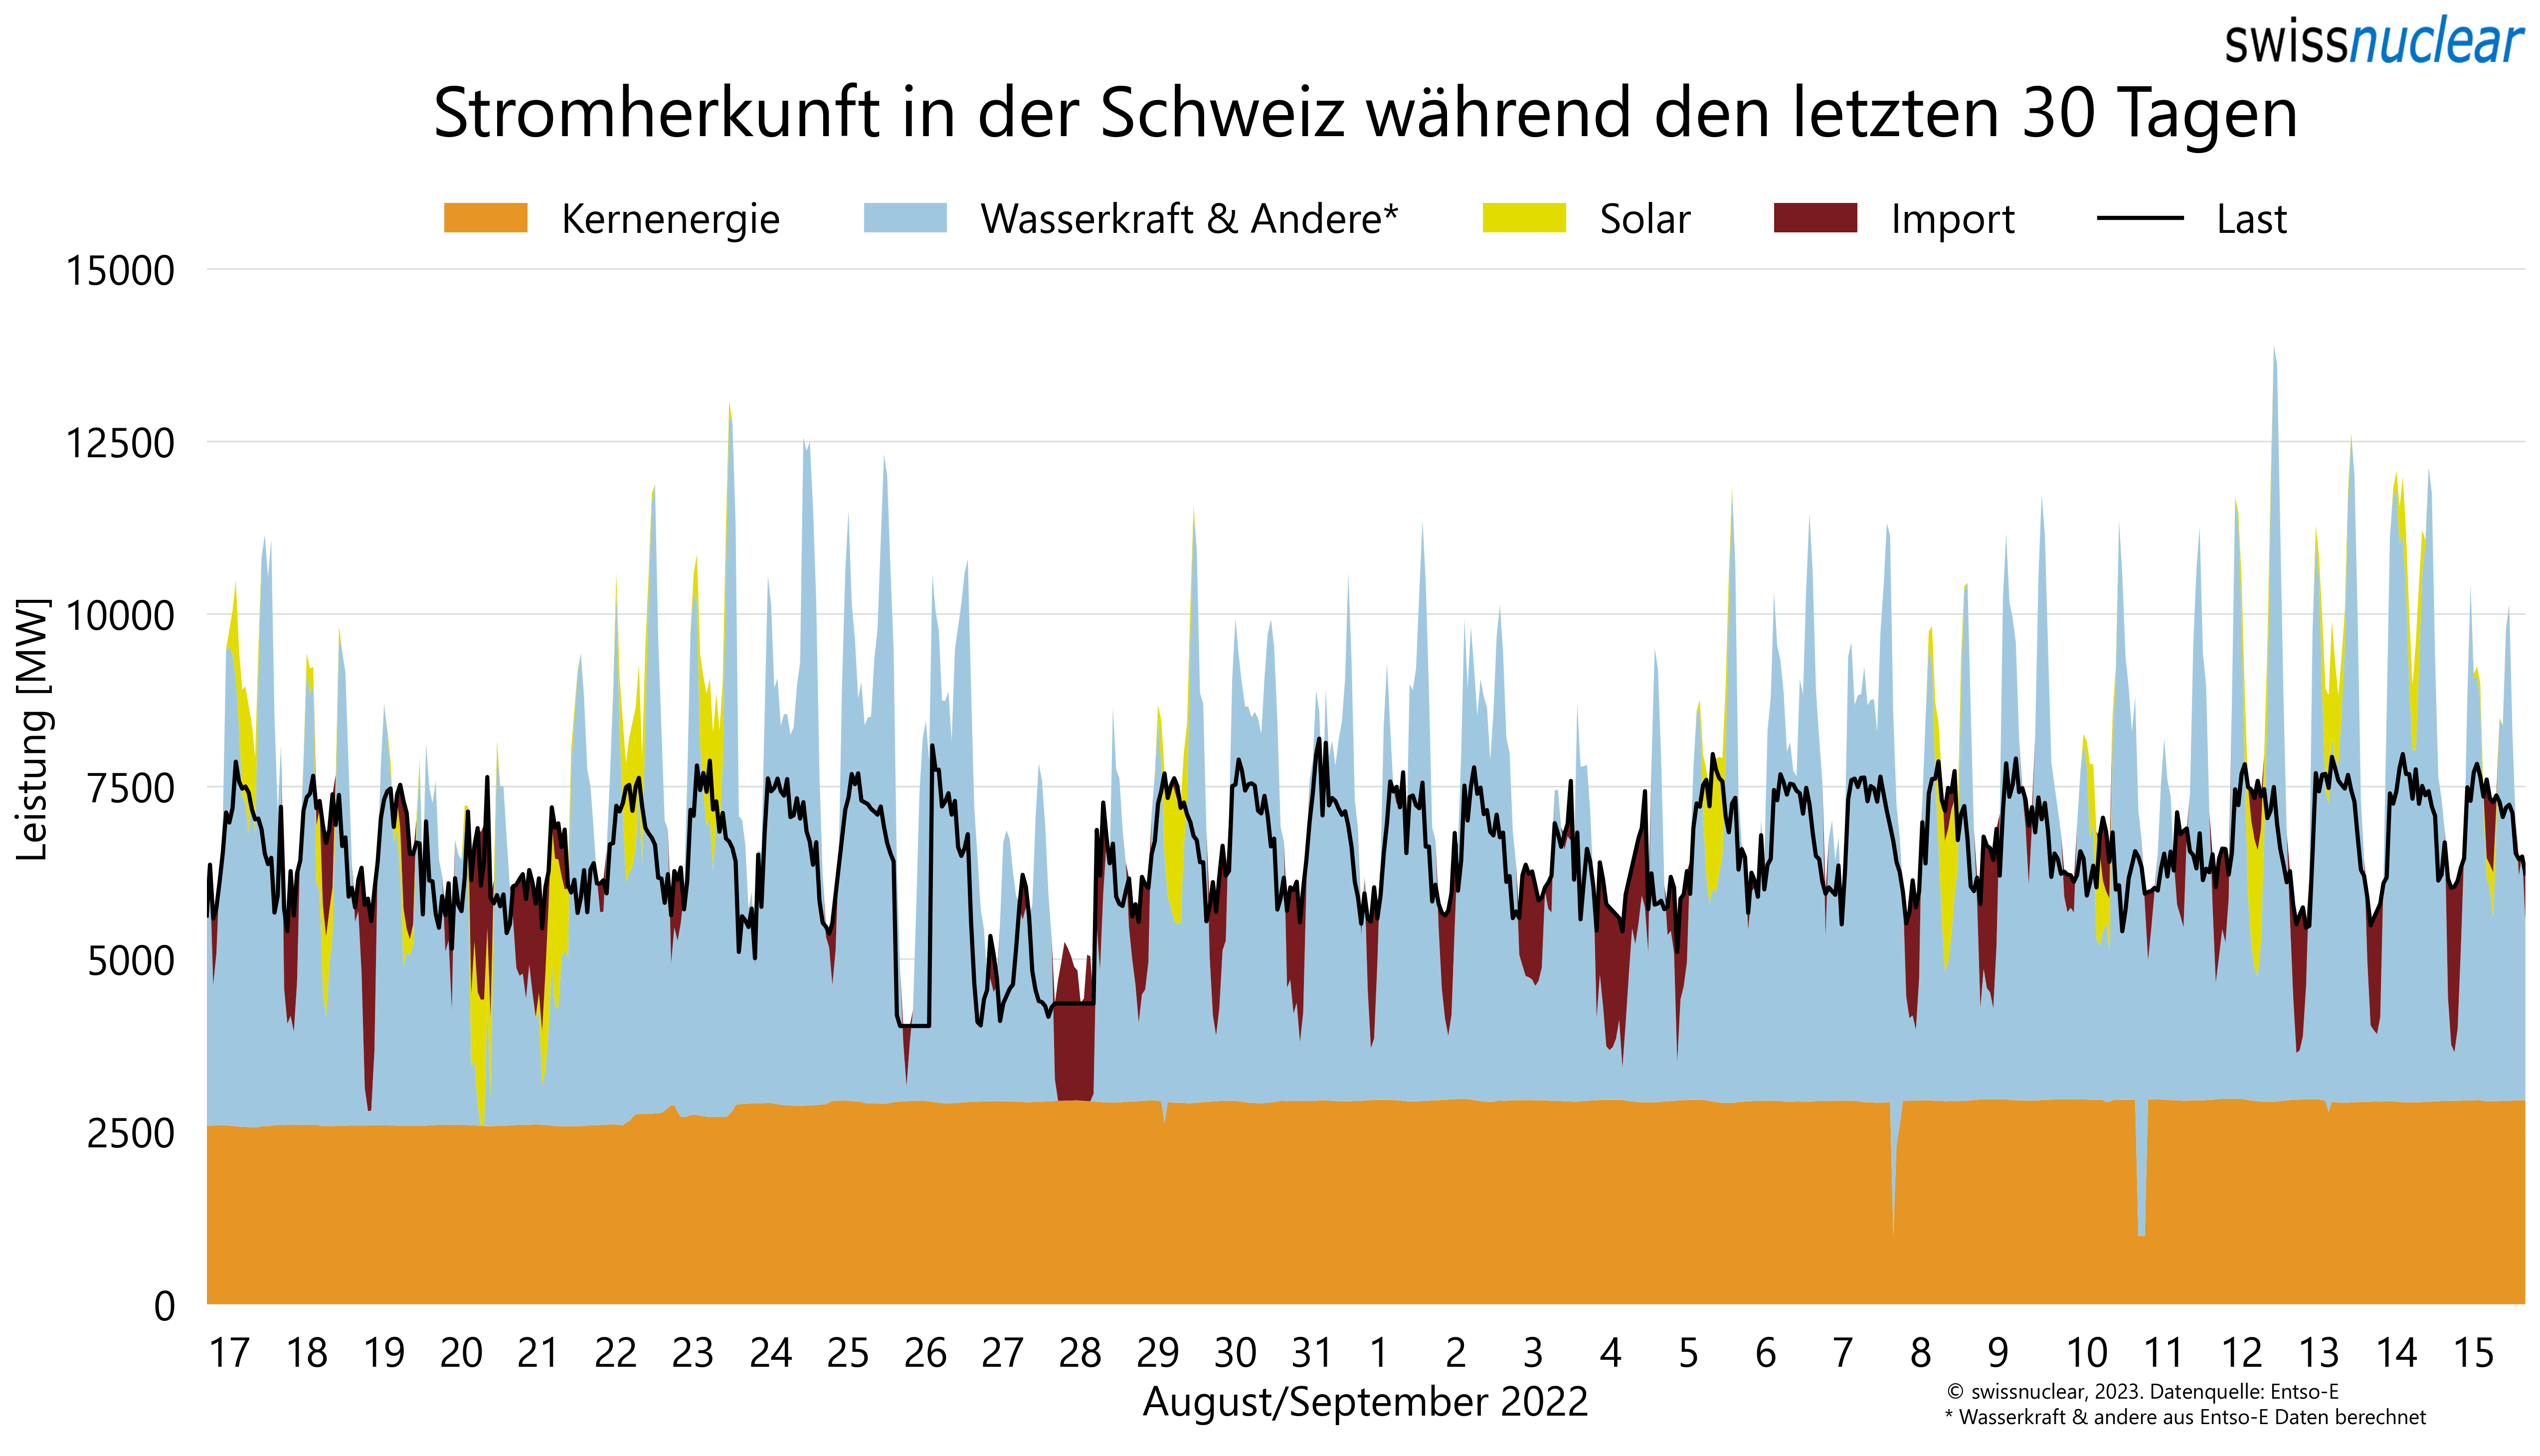 swissnuclear
Stromherkunft in der Schweiz während den letzten 30 Tagen
Kernenergie Wasserkraft & Andere* Solar Import Last
15000
12500
10000
7500
5000
2500
0
Leistung [MW]
17 18 19 20 21 22 23 24 25 26 27 28 29 30 31 1 2 3 4 5 6 7 8 9 10 11 12 13 14 15
August/September 2022
© swissnuclear, 2023. Datenquelle: Entso-E
* Wasserkraft & andere aus Entso-E Daten berechnet